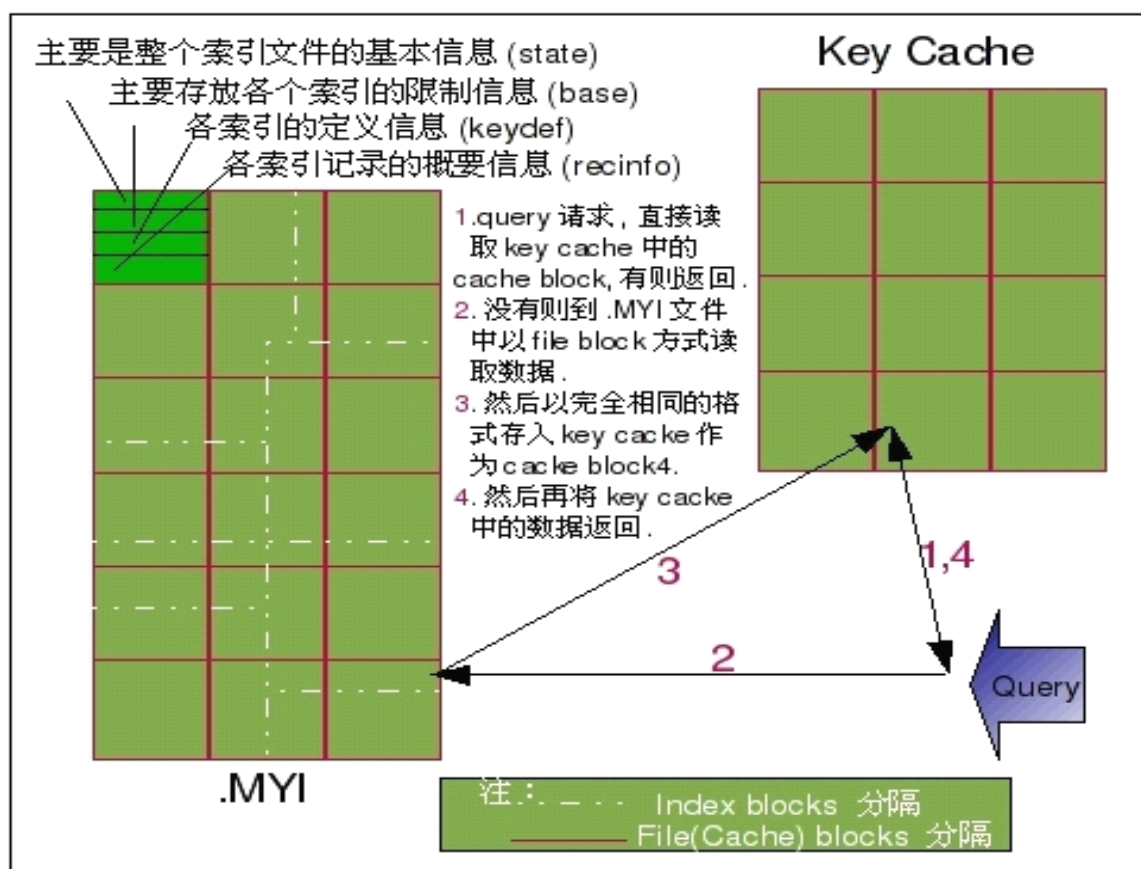 主要是整个索引文件的基本信息 (state)
主要存放各个索引的限制信息 (base)
各索引的定义信息 (keydef)
各索引记录的概要信息 (recinfo)
Key Cache
1.query 请求, 直接读
取 key cache 中的
cache block, 有则返回.
2. 没有则到 .MYI 文件
中以 file block 方式读
取数据.
3. 然后以完全相同的格
式存入 key cacke 作
为 cacke block4.
4. 然后再将 key cacke
中的数据返回.
3
1,4
2
Query
.MYI
注:
Index blocks 分隔
File(Cache) blocks 分隔